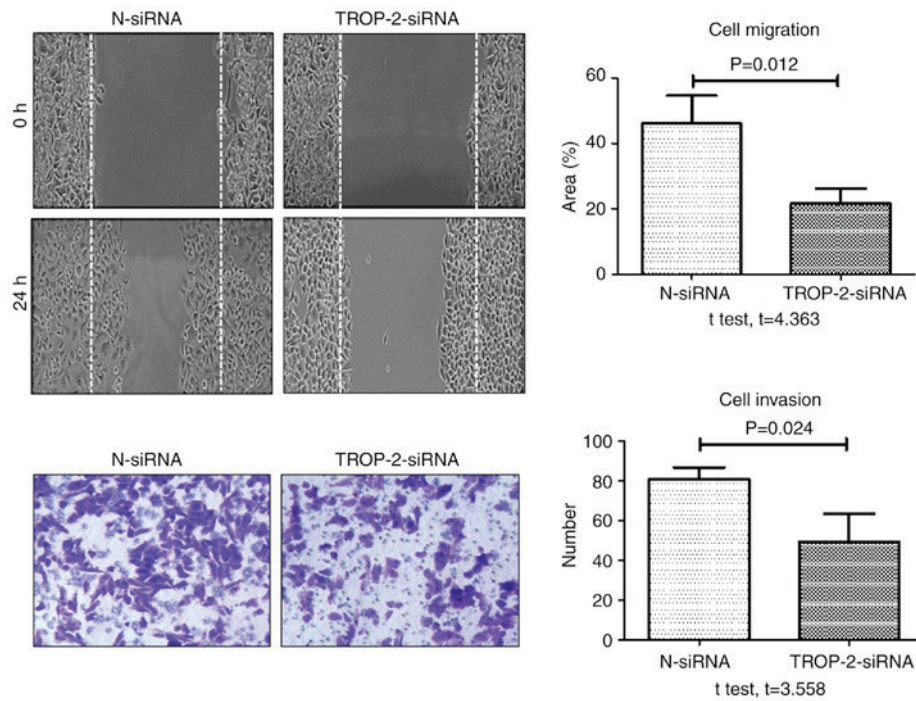 N-siRNA
TROP-2-siRNA
0 h
24 h
Cell migration
P=0.012
60
40
20
0
Area (%)
N-siRNA
TROP-2-siRNA
t test, t=4.363
N-siRNA
TROP-2-siRNA
Cell invasion
P=0.024
100
80
60
40
20
0
Number
N-siRNA
TROP-2-siRNA
t test, t=3.558